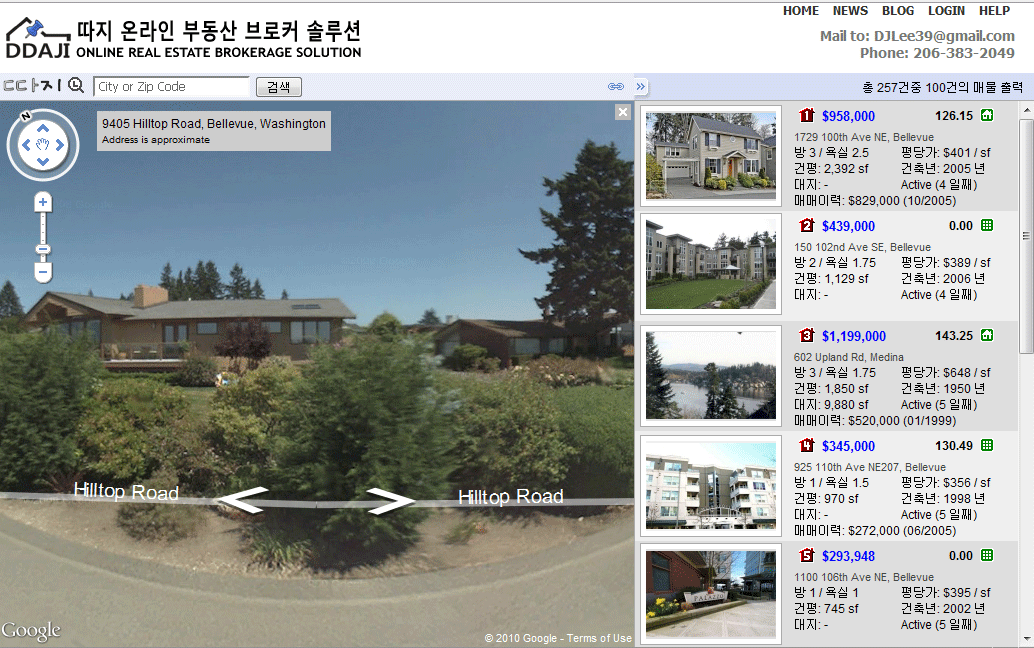 HOME NEWS BLOG LOGIN HELP
따지 온라인 부동산 브로커 솔루션
DDAJI ONLINE REAL ESTATE BROKERAGE SOLUTION
Mail to: DJLee39@gmail.com
Phone: 206-383-2049
ㄷㄷㅏㅈㅣ City or Zip Code 검색
총 257건중 100건의 매물 출력
N
9405 Hilltop Road, Bellevue, Washington
Address is approximate
Hilltop Road Hilltop Road
Google
© 2010 Google - Terms of Use
1 $958,000 126.15
1729 100th Ave NE, Bellevue
방 3 / 욕실 2.5 평당가: $401 / sf
건평: 2,392 sf 건축년: 2005 년
대지: - Active (4 일째)
매매이력: $829,000 (10/2005)
2 $439,000 0.00
150 102nd Ave SE, Bellevue
방 2 / 욕실 1.75 평당가: $389 / sf
건평: 1,129 sf 건축년: 2006 년
대지: - Active (4 일째)
3 $1,199,000 143.25
602 Upland Rd, Medina
방 3 / 욕실 1.75 평당가: $648 / sf
건평: 1,850 sf 건축년: 1950 년
대지: 9,880 sf Active (5 일째)
매매이력: $520,000 (01/1999)
4 $345,000 130.49
925 110th Ave NE207, Bellevue
방 1 / 욕실 1.5 평당가: $356 / sf
건평: 970 sf 건축년: 1998 년
대지: - Active (5 일째)
매매이력: $272,000 (06/2005)
5 $293,948 0.00
1100 106th Ave NE, Bellevue
방 1 / 욕실 1 평당가: $395 / sf
건평: 745 sf 건축년: 2002 년
대지: - Active (5 일째)
PALAZZO